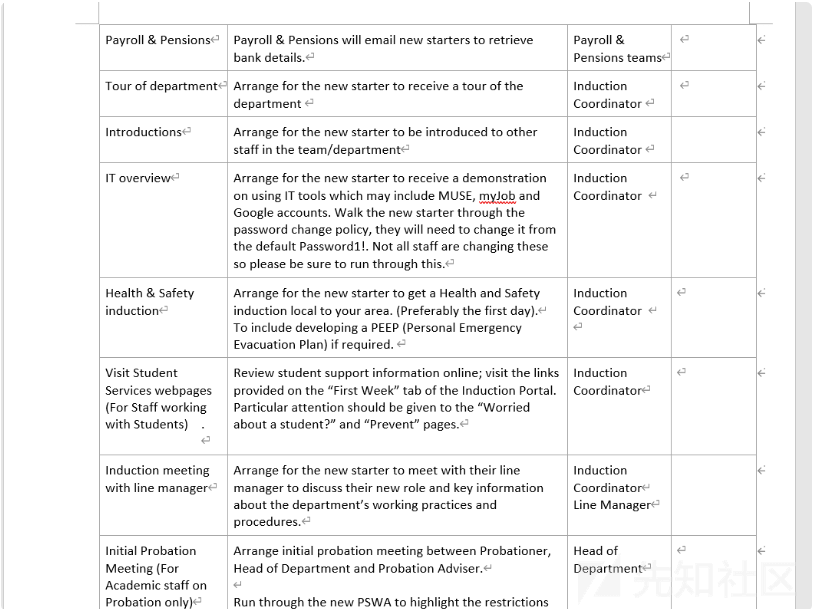 Payroll & Pensions
Payroll & Pensions will email new starters to retrieve
bank details.
Payroll &
Pensions teams
Tour of department
Arrange for the new starter to receive a tour of the
department
Induction
Coordinator
Introductions
Arrange for the new starter to be introduced to other
staff in the team/department
Induction
Coordinator
IT overview
Arrange for the new starter to receive a demonstration
on using IT tools which may include MUSE, myJob and
Google accounts. Walk the new starter through the
password change policy, they will need to change it from
the default Password1!. Not all staff are changing these
so please be sure to run through this.
Induction
Coordinator
Health & Safety
induction
Arrange for the new starter to get a Health and Safety
induction local to your area. (Preferably the first day).
To include developing a PEEP (Personal Emergency
Evacuation Plan) if required.
Induction
Coordinator
Visit Student
Services webpages
(For Staff working
with Students) .
Review student support information online; visit the links
provided on the “First Week” tab of the Induction Portal.
Particular attention should be given to the “Worried
about a student?” and “Prevent” pages.
Induction
Coordinator
Induction meeting
with line manager
Arrange for the new starter to meet with their line
manager to discuss their new role and key information
about the department’s working practices and
procedures.
Induction
Coordinator
Line Manager
Initial Probation
Meeting (For
Academic staff on
Probation only)
Arrange initial probation meeting between Probationer,
Head of Department and Probation Adviser.
Run through the new PSWA to highlight the restrictions
Head of
Department
先知社区